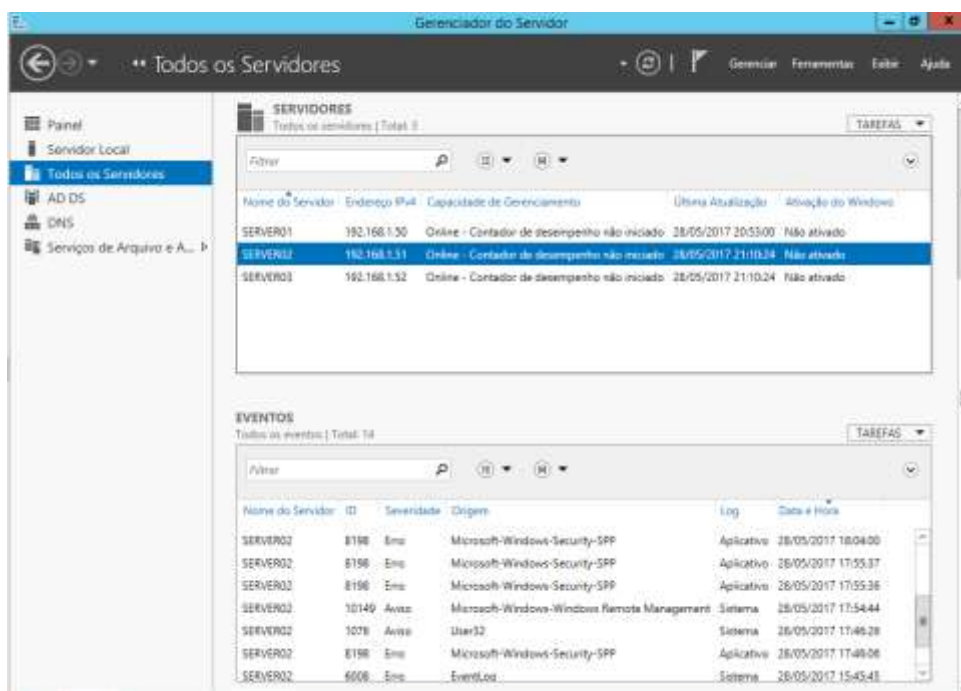 Gerenciador do Servidor
Todos os Servidores
Gerenciar Ferramentas Exibir Ajuda
Painel
Servidor Local
Todos os Servidores
AD DS
DNS
Serviços de Arquivo e A...
SERVIDORES
Todos os servidores | Total: 3
TAREFAS
Filtrar
Nome do Servidor Endereço IPv4 Capacidade de Gerenciamento Última Atualização Ativação do Windows
SERVER01 192.168.1.50 Online - Contador de desempenho não iniciado 28/05/2017 20:53:00 Não ativado
SERVER02 192.168.1.51 Online - Contador de desempenho não iniciado 28/05/2017 21:10:24 Não ativado
SERVER03 192.168.1.52 Online - Contador de desempenho não iniciado 28/05/2017 21:10:24 Não ativado
EVENTOS
Todos os eventos | Total: 14
TAREFAS
Filtrar
Nome do Servidor ID Severidade Origem Log Data e Hora
SERVER02 8198 Erro Microsoft-Windows-Security-SPP Aplicativo 28/05/2017 18:04:00
SERVER02 8198 Erro Microsoft-Windows-Security-SPP Aplicativo 28/05/2017 17:55:37
SERVER02 8198 Erro Microsoft-Windows-Security-SPP Aplicativo 28/05/2017 17:55:36
SERVER02 10149 Aviso Microsoft-Windows-Windows Remote Management Sistema 28/05/2017 17:54:44
SERVER02 1076 Aviso User32 Sistema 28/05/2017 17:46:28
SERVER02 8198 Erro Microsoft-Windows-Security-SPP Aplicativo 28/05/2017 17:46:06
SERVER02 6008 Erro EventLog Sistema 28/05/2017 15:45:45